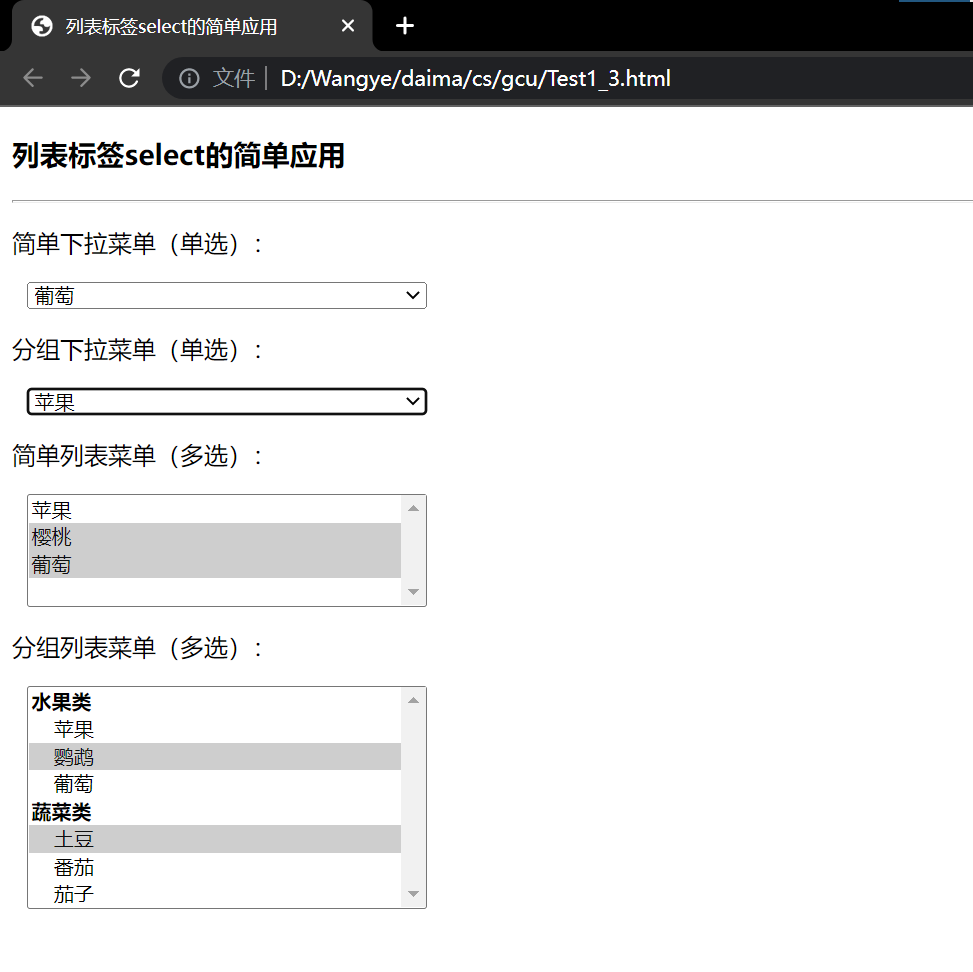 列表标签select的简单应用
文件 | D:/Wangye/daima/cs/gcu/Test1_3.html
列表标签select的简单应用
简单下拉菜单（单选）：
葡萄
分组下拉菜单（单选）：
苹果
简单列表菜单（多选）：
苹果
樱桃
葡萄
分组列表菜单（多选）：
水果类
苹果
鹦鹉
葡萄
蔬菜类
土豆
番茄
茄子